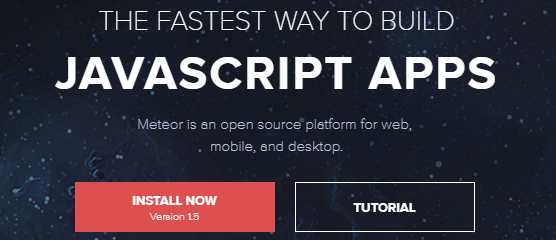 THE FASTEST WAY TO BUILD
JAVASCRIPT APPS
Meteor is an open source platform for web,
mobile, and desktop.
INSTALL NOW
Version 1.5
TUTORIAL